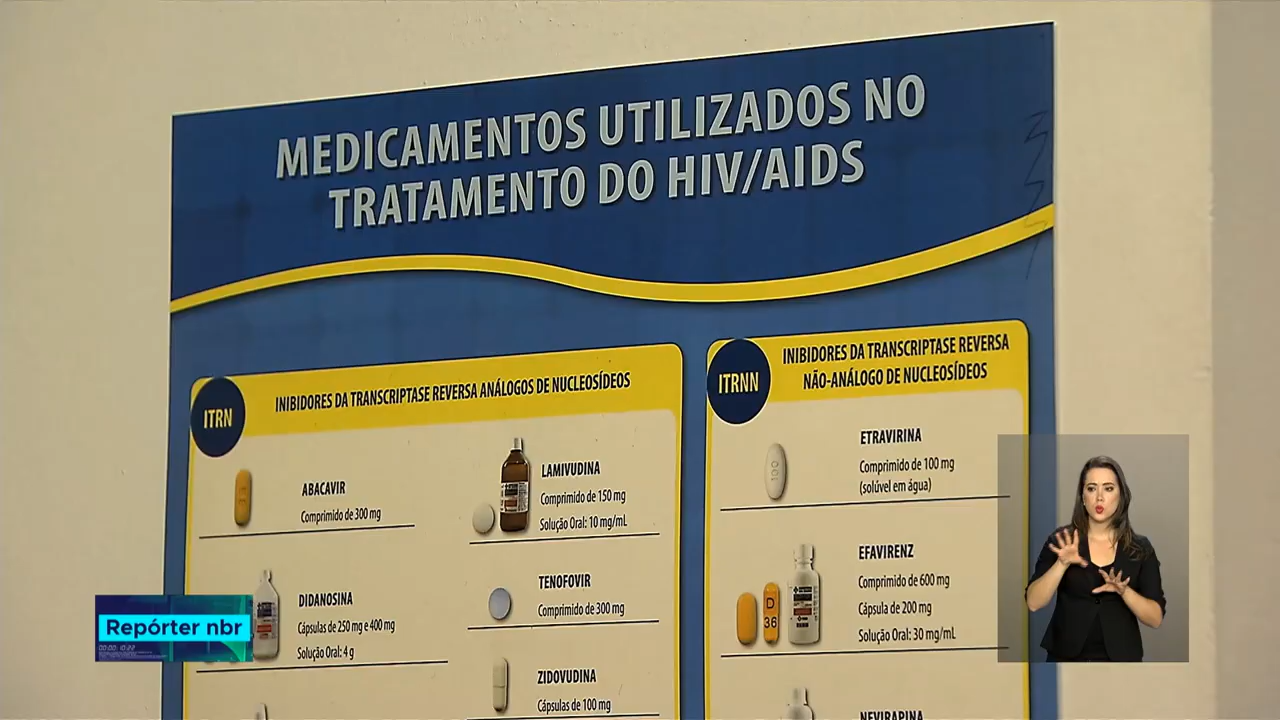 MEDICAMENTOS UTILIZADOS NO
TRATAMENTO DO HIV/AIDS
ITRN
INIBIDORES DA TRANSCRIPTASE REVERSA ANÁLOGOS DE NUCLEOSÍDEOS
ABACAVIR
Comprimido de 300 mg
LAMIVUDINA
Comprimido de 150 mg
Solução Oral: 10 mg/mL
DIDANOSINA
Cápsulas de 250 mg e 400 mg
Solução Oral: 4 g
TENOFOVIR
Comprimido de 300 mg
ZIDOVUDINA
Cápsulas de 100 mg
ITRNN
INIBIDORES DA TRANSCRIPTASE REVERSA
NÃO-ANÁLOGO DE NUCLEOSÍDEOS
100
ETRAVIRINA
Comprimido de 100 mg
(solúvel em água)
D
36
EFAVIRENZ
Comprimido de 600 mg
Cápsula de 200 mg
Solução Oral: 30 mg/mL
NEVIRAPINA
Repórter nbr